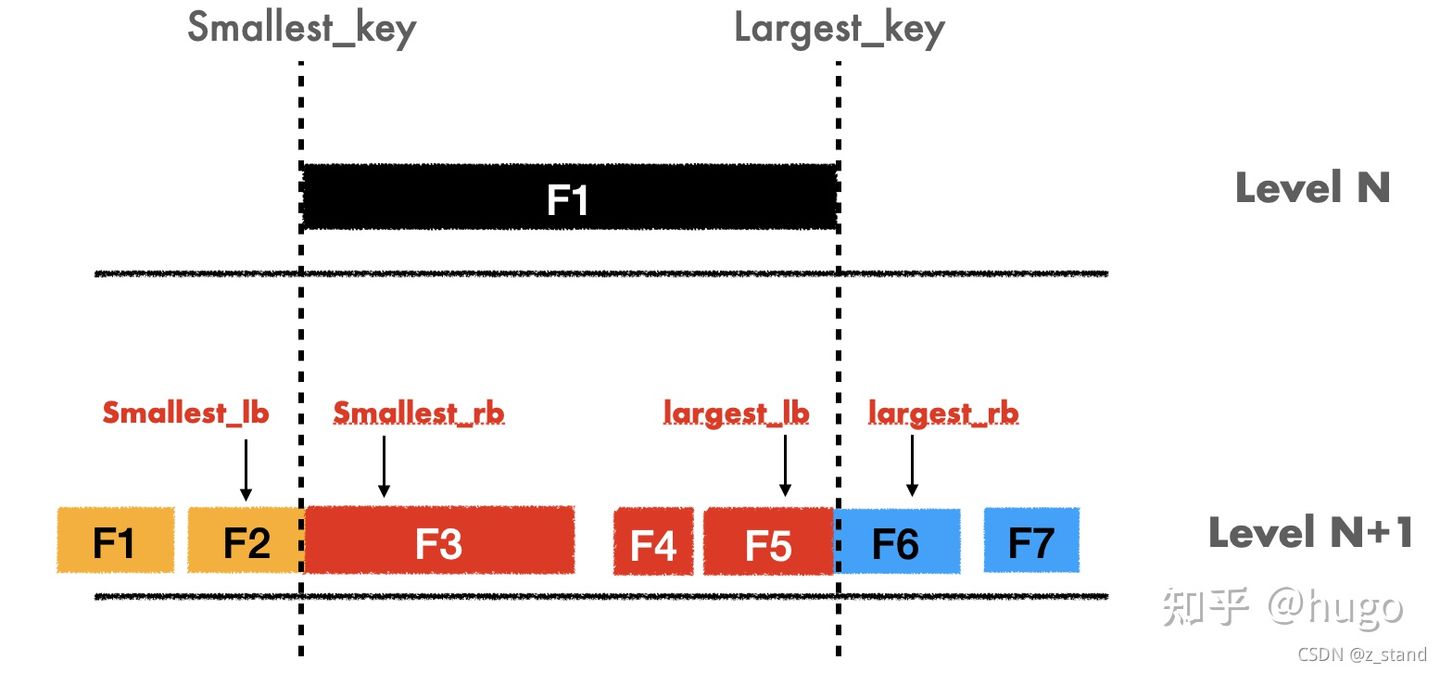 Smallest_key Largest_key
F1 Level N
Smallest_lb Smallest_rb largest_lb largest_rb
F1 F2 F3 F4 F5 F6 F7 Level N+1
知乎 @hugo
CSDN @z_stand